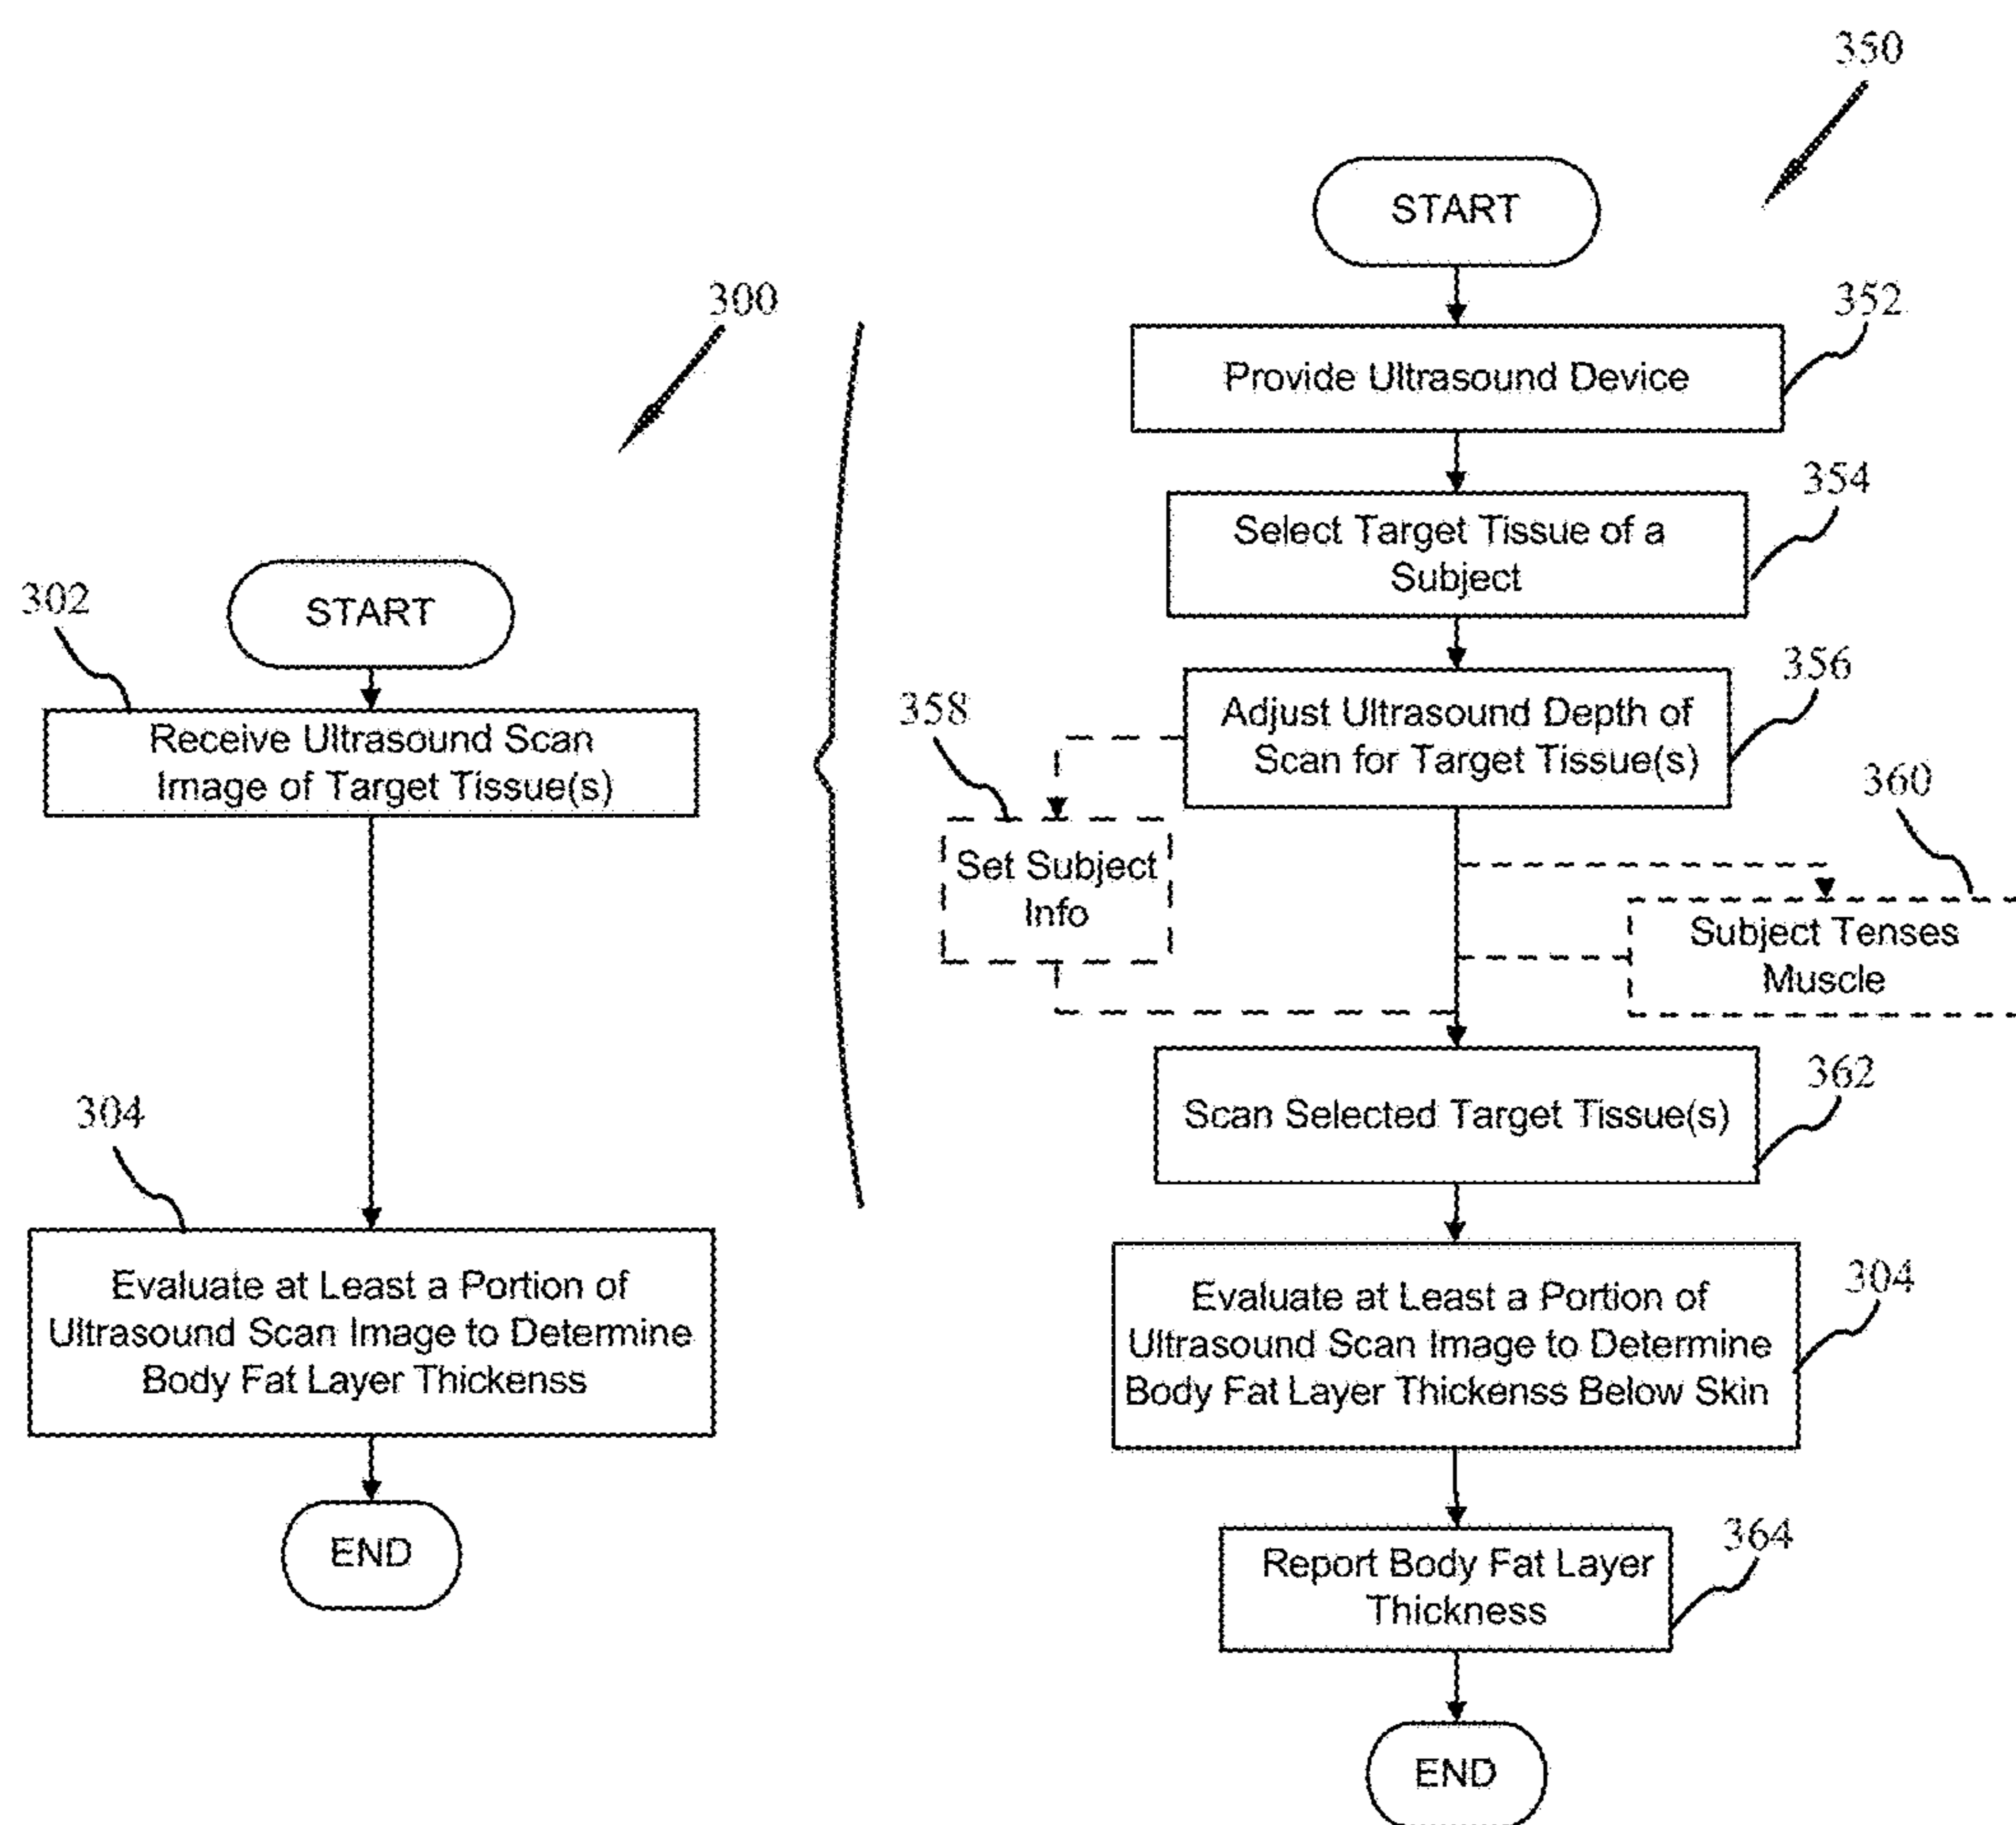 300
START
302
Receive Ultrasound Scan
Image of Target Tissue(s)
304
Evaluate at Least a Portion of
Ultrasound Scan Image to Determine
Body Fat Layer Thickenss
END
350
START
352
Provide Ultrasound Device
354
Select Target Tissue of a
Subject
356
Adjust Ultrasound Depth of
Scan for Target Tissue(s)
358
Set Subject
Info
360
Subject Tenses
Muscle
362
Scan Selected Target Tissue(s)
304
Evaluate at Least a Portion of
Ultrasound Scan Image to Determine
Body Fat Layer Thickenss Below Skin
364
Report Body Fat Layer
Thickness
END